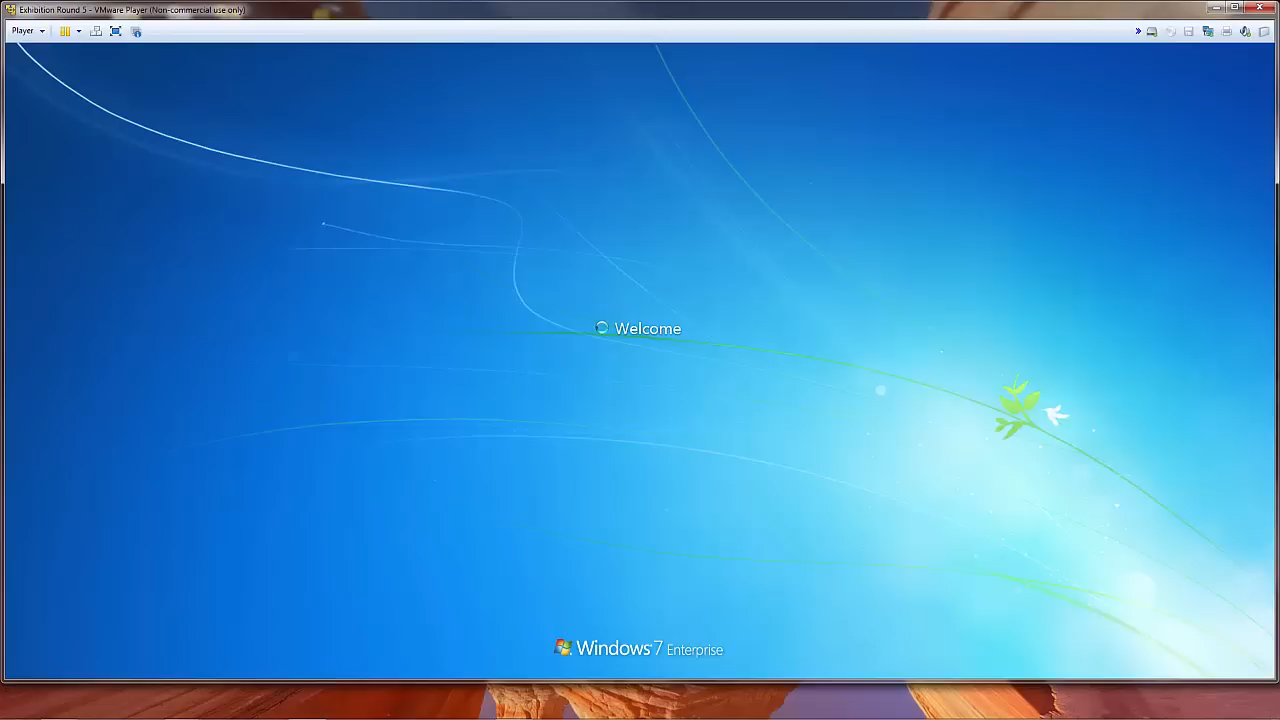 Exhibition Round 5 - VMware Player (Non-commercial use only)
Player
Welcome
Windows 7 Enterprise